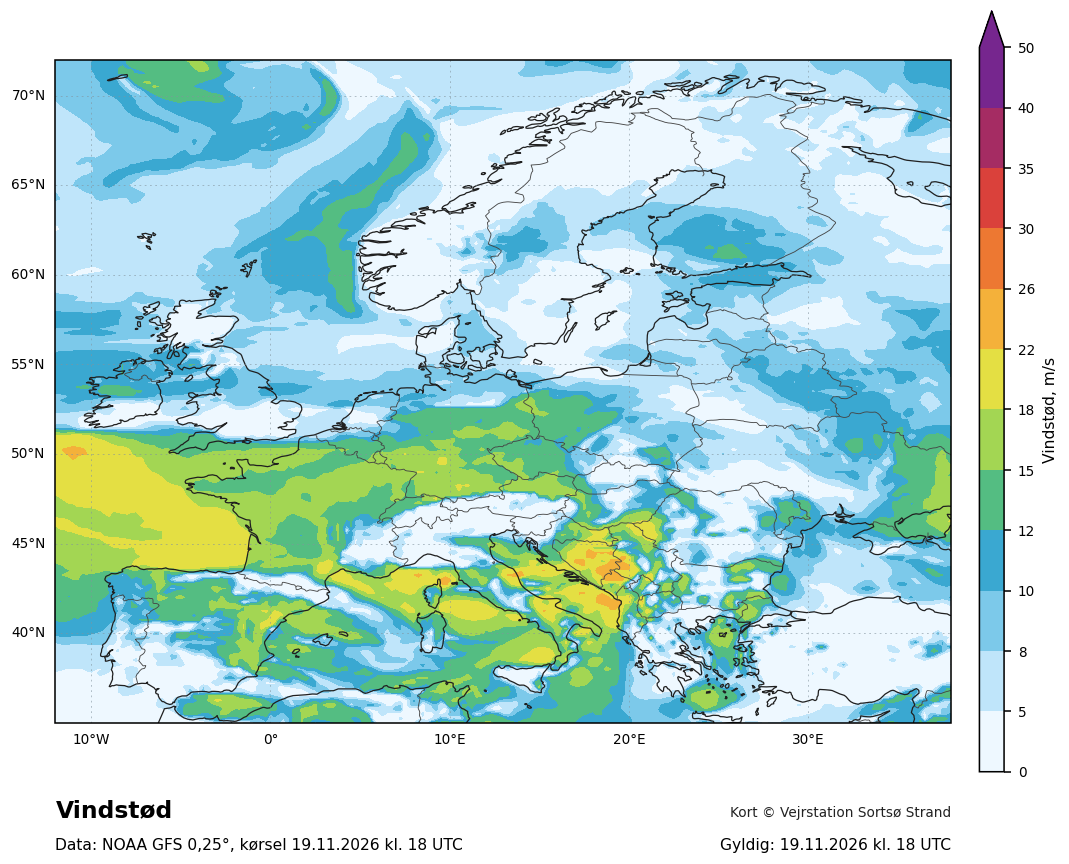 50
40
35
30
26
22
18
15
12
10
8
5
0
Vindstød, m/s
70°N
65°N
60°N
55°N
50°N
45°N
40°N
10°W
0°
10°E
20°E
30°E
Vindstød
Kort © Vejrstation Sortsø Strand
Data: NOAA GFS 0,25°, kørsel 19.11.2026 kl. 18 UTC
Gyldig: 19.11.2026 kl. 18 UTC